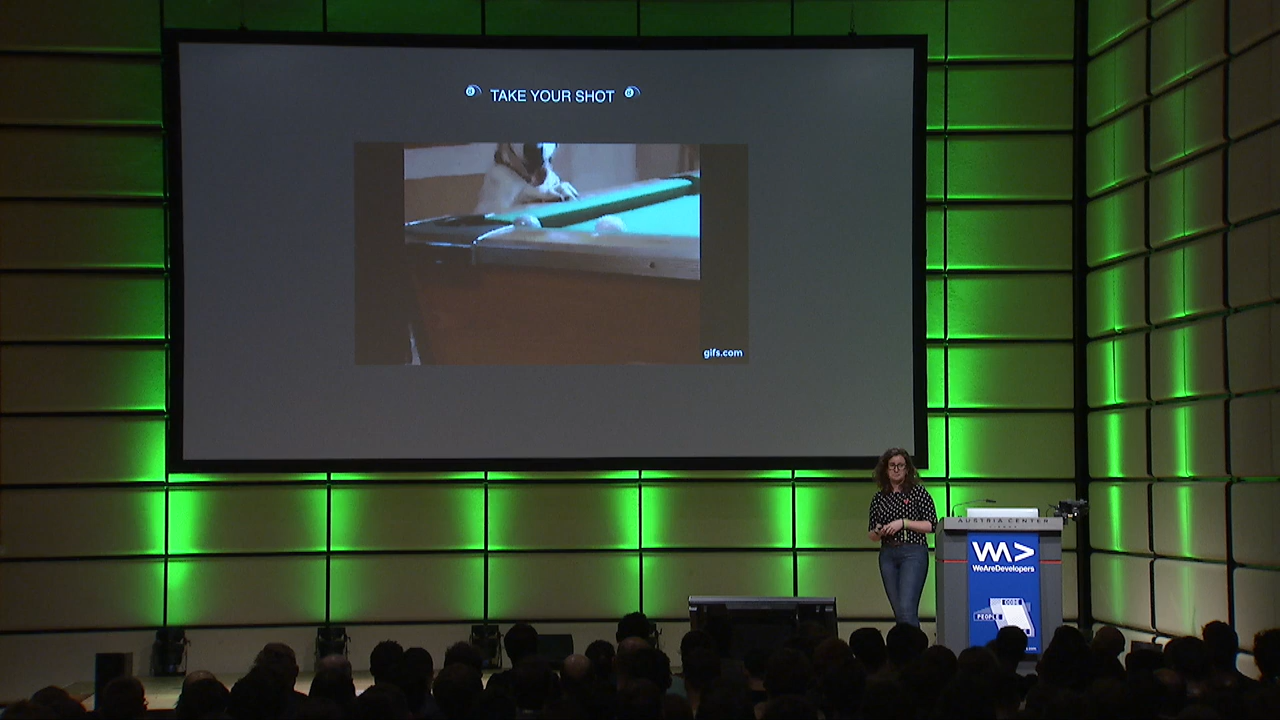 TAKE YOUR SHOT
gifs.com
AUSTRIA CENTER
WeAreDevelopers
CODE
PEOPLE